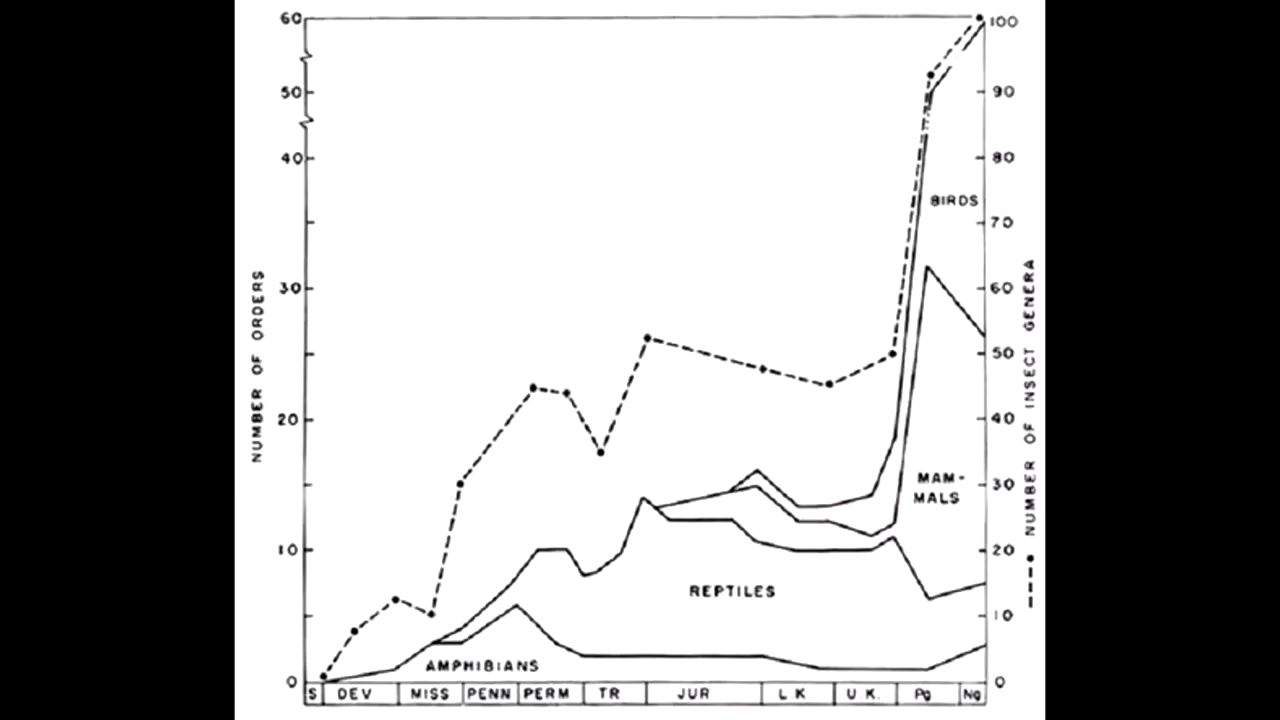 60
50
40
30
20
10
0
NUMBER OF ORDERS
100
90
80
70
60
50
40
30
20
10
0
NUMBER OF INSECT GENERA
BIRDS
MAM-
MALS
REPTILES
AMPHIBIANS
S DEV MISS PENN PERM TR JUR L K U K. Pg Ng